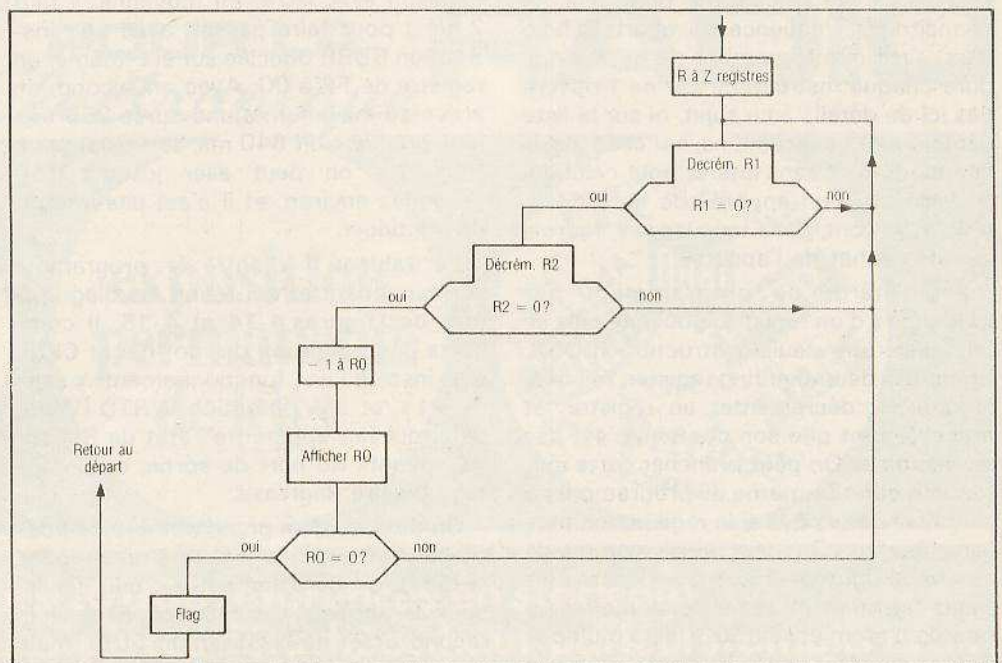 R à Z registres
Décrém. R1
oui
R1 = 0?
non
Décrém. R2
oui
R2 = 0?
non
– 1 à R0
Afficher R0
Retour au
départ
oui
R0 = 0?
non
Flag